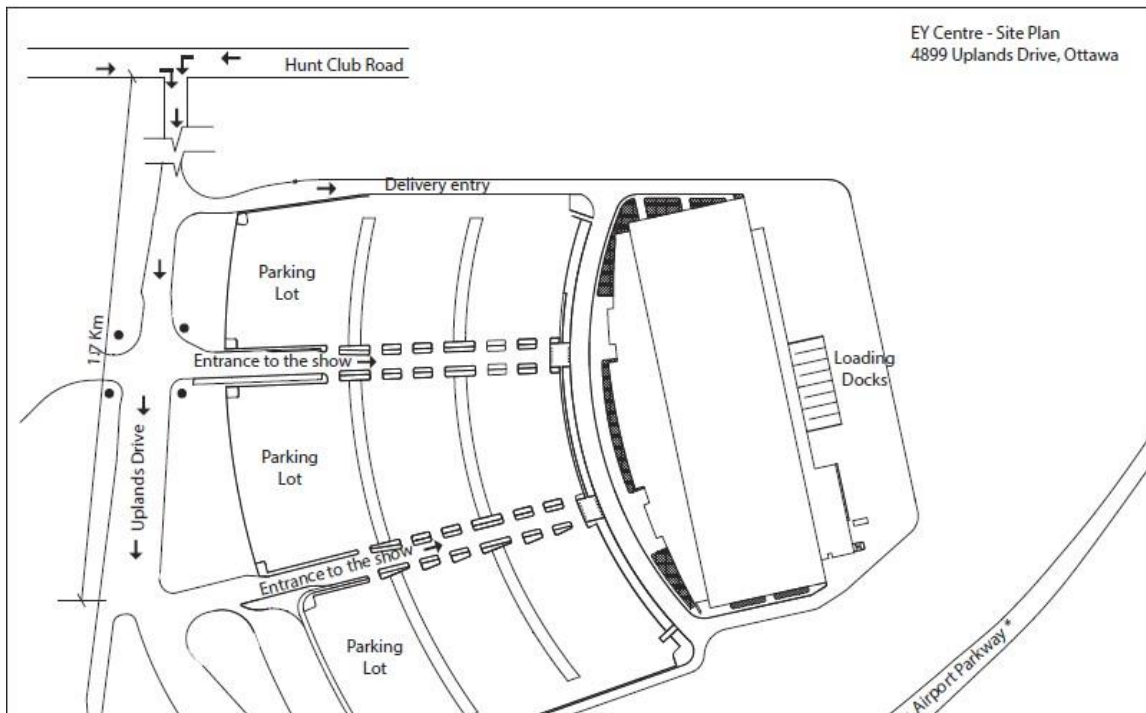 EY Centre - Site Plan
4899 Uplands Drive, Ottawa
Hunt Club Road
Delivery entry
Parking
Lot
1.7 Km
Entrance to the show
Loading
Docks
Parking
Lot
Uplands Drive
Entrance to the show
Parking
Lot
Airport Parkway *